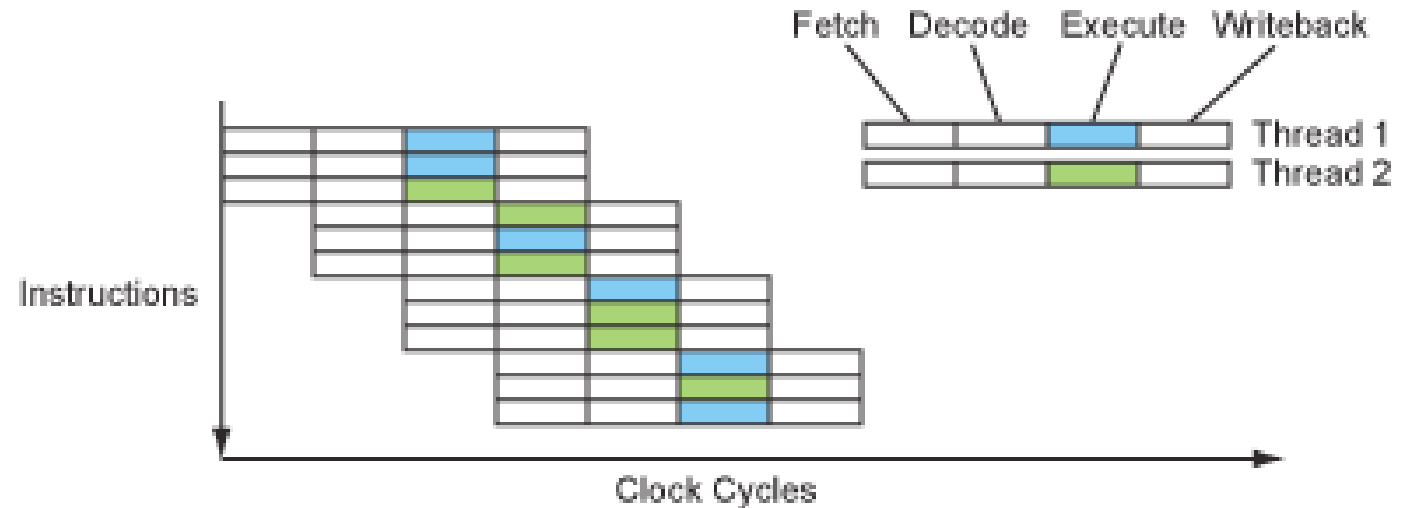 Fetch Decode Execute Writeback
Thread 1
Thread 2
Instructions
Clock Cycles